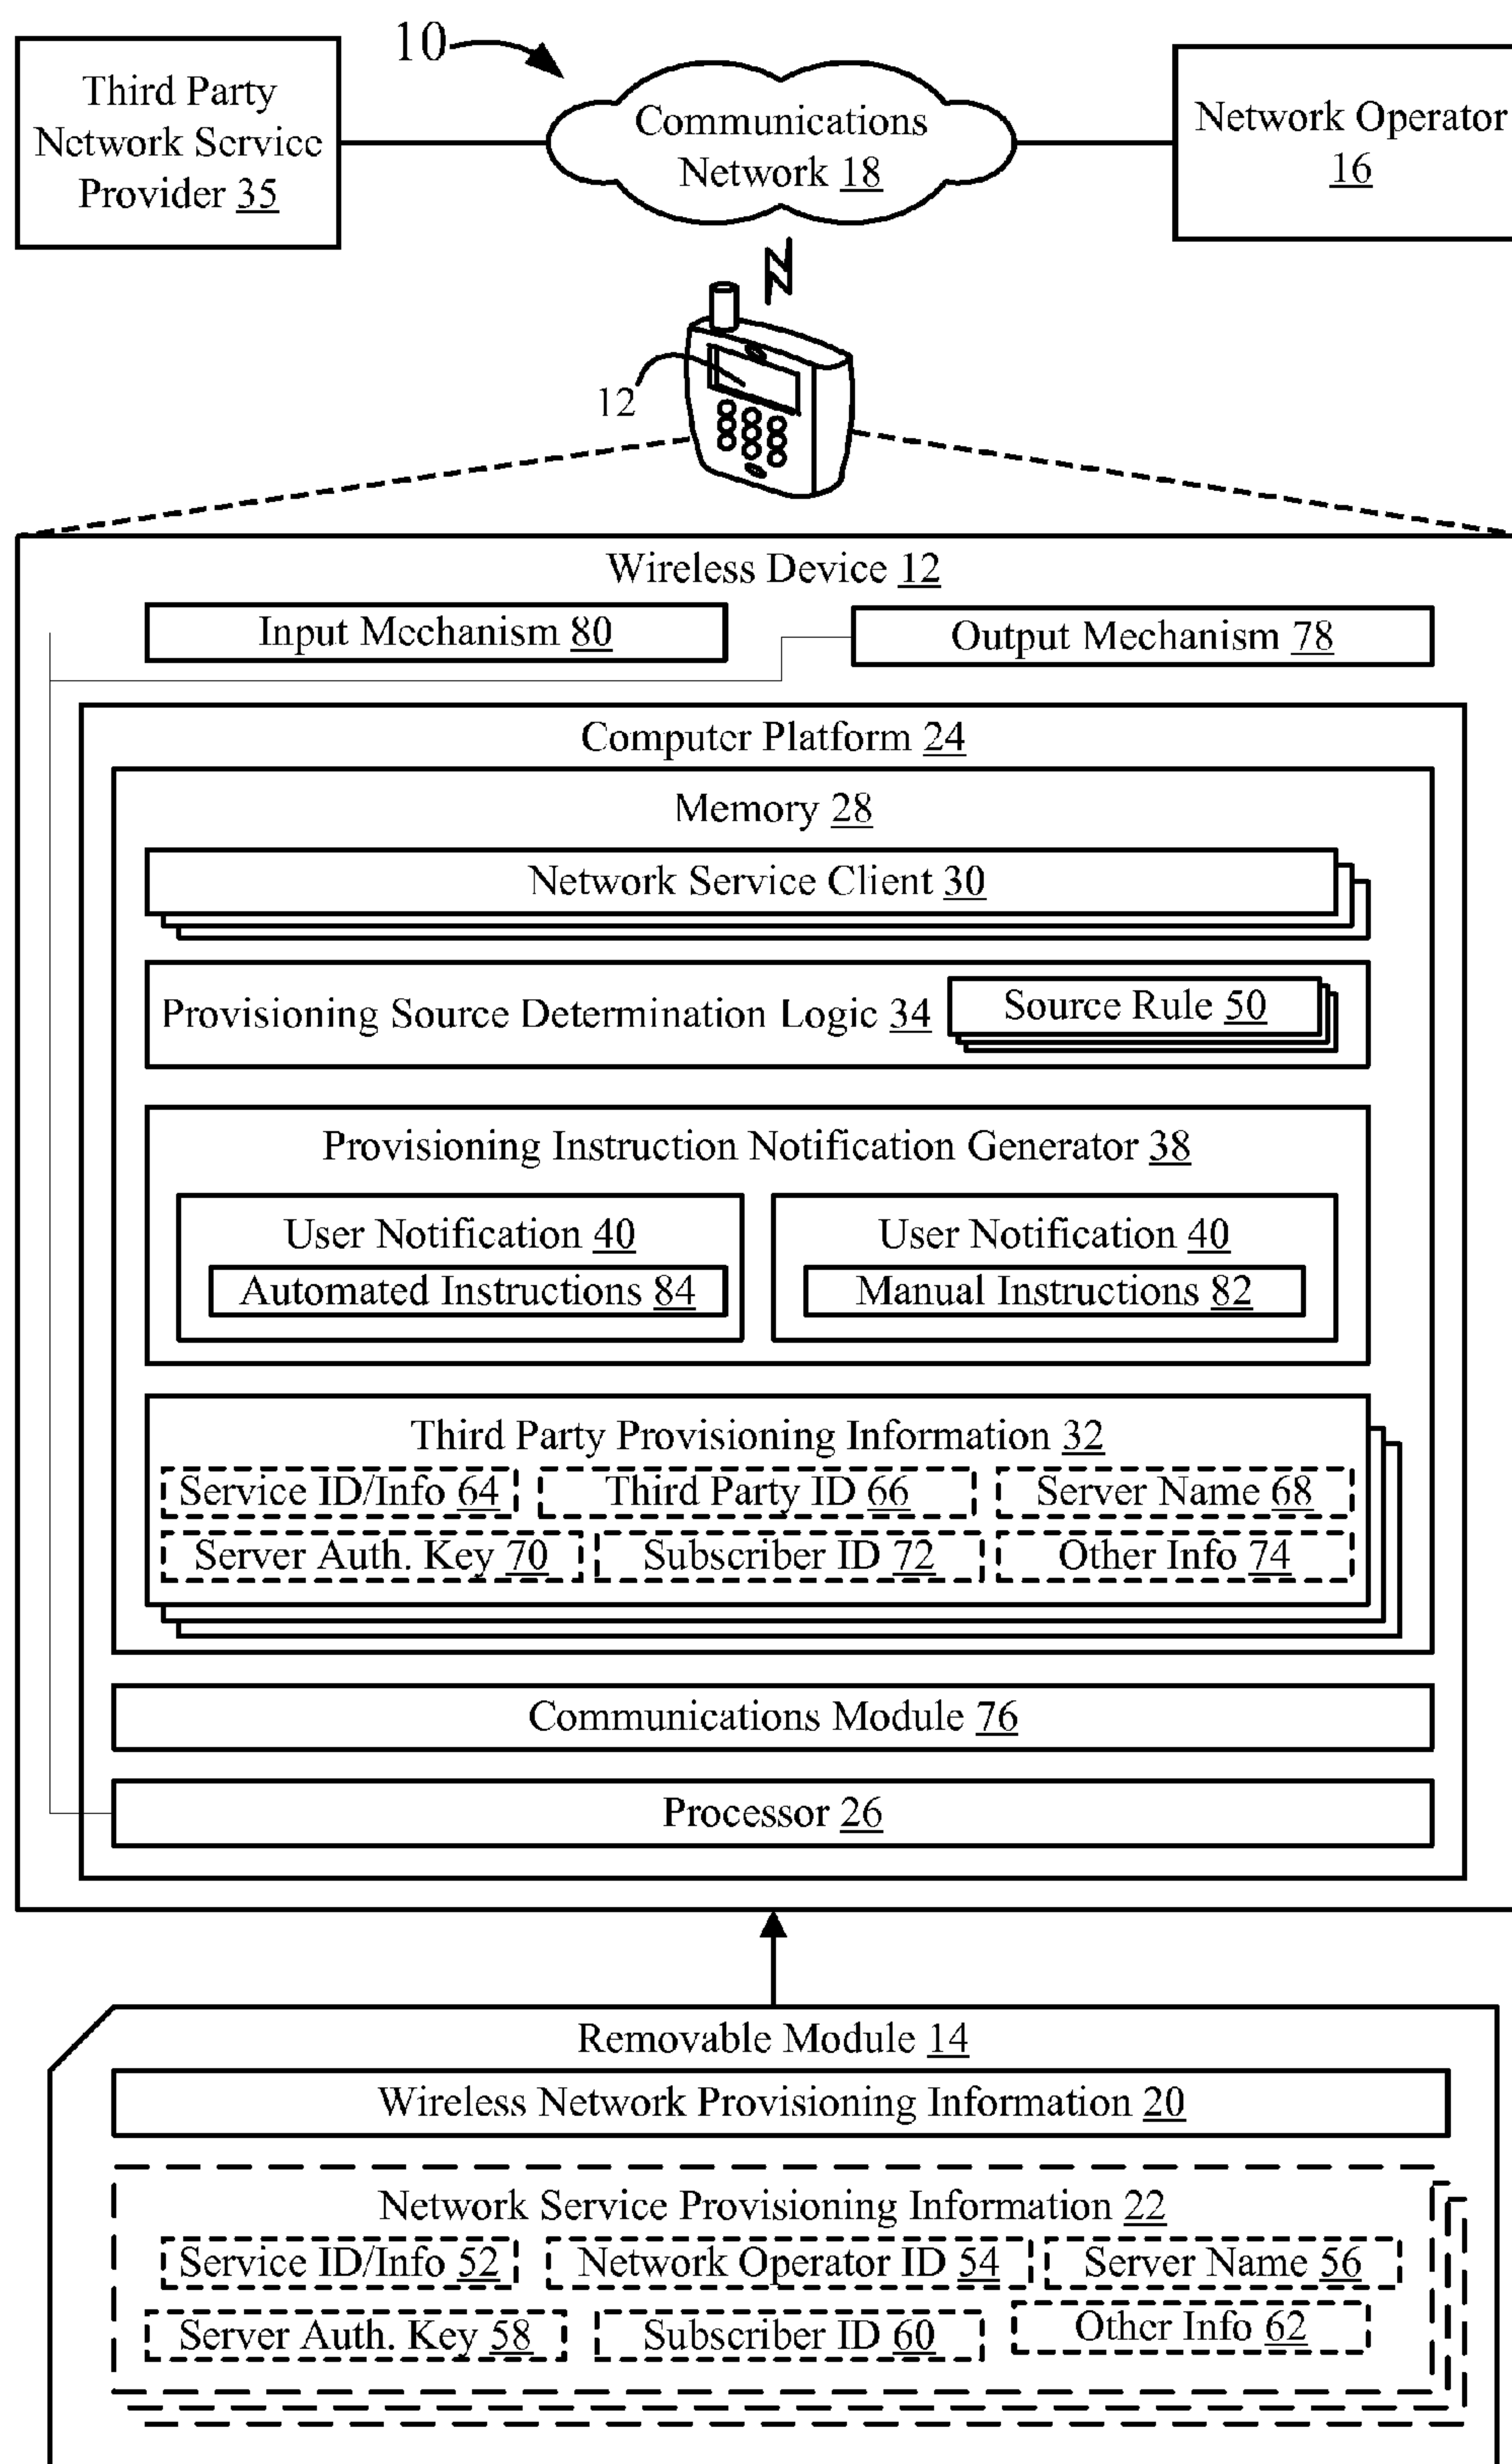 10
Third Party
Network Service
Provider 35
Communications
Network 18
Network Operator
16
12
Wireless Device 12
Input Mechanism 80
Output Mechanism 78
Computer Platform 24
Memory 28
Network Service Client 30
Provisioning Source Determination Logic 34
Source Rule 50
Provisioning Instruction Notification Generator 38
User Notification 40
Automated Instructions 84
User Notification 40
Manual Instructions 82
Third Party Provisioning Information 32
Service ID/Info 64
Third Party ID 66
Server Name 68
Server Auth. Key 70
Subscriber ID 72
Other Info 74
Communications Module 76
Processor 26
Removable Module 14
Wireless Network Provisioning Information 20
Network Service Provisioning Information 22
Service ID/Info 52
Network Operator ID 54
Server Name 56
Server Auth. Key 58
Subscriber ID 60
Other Info 62